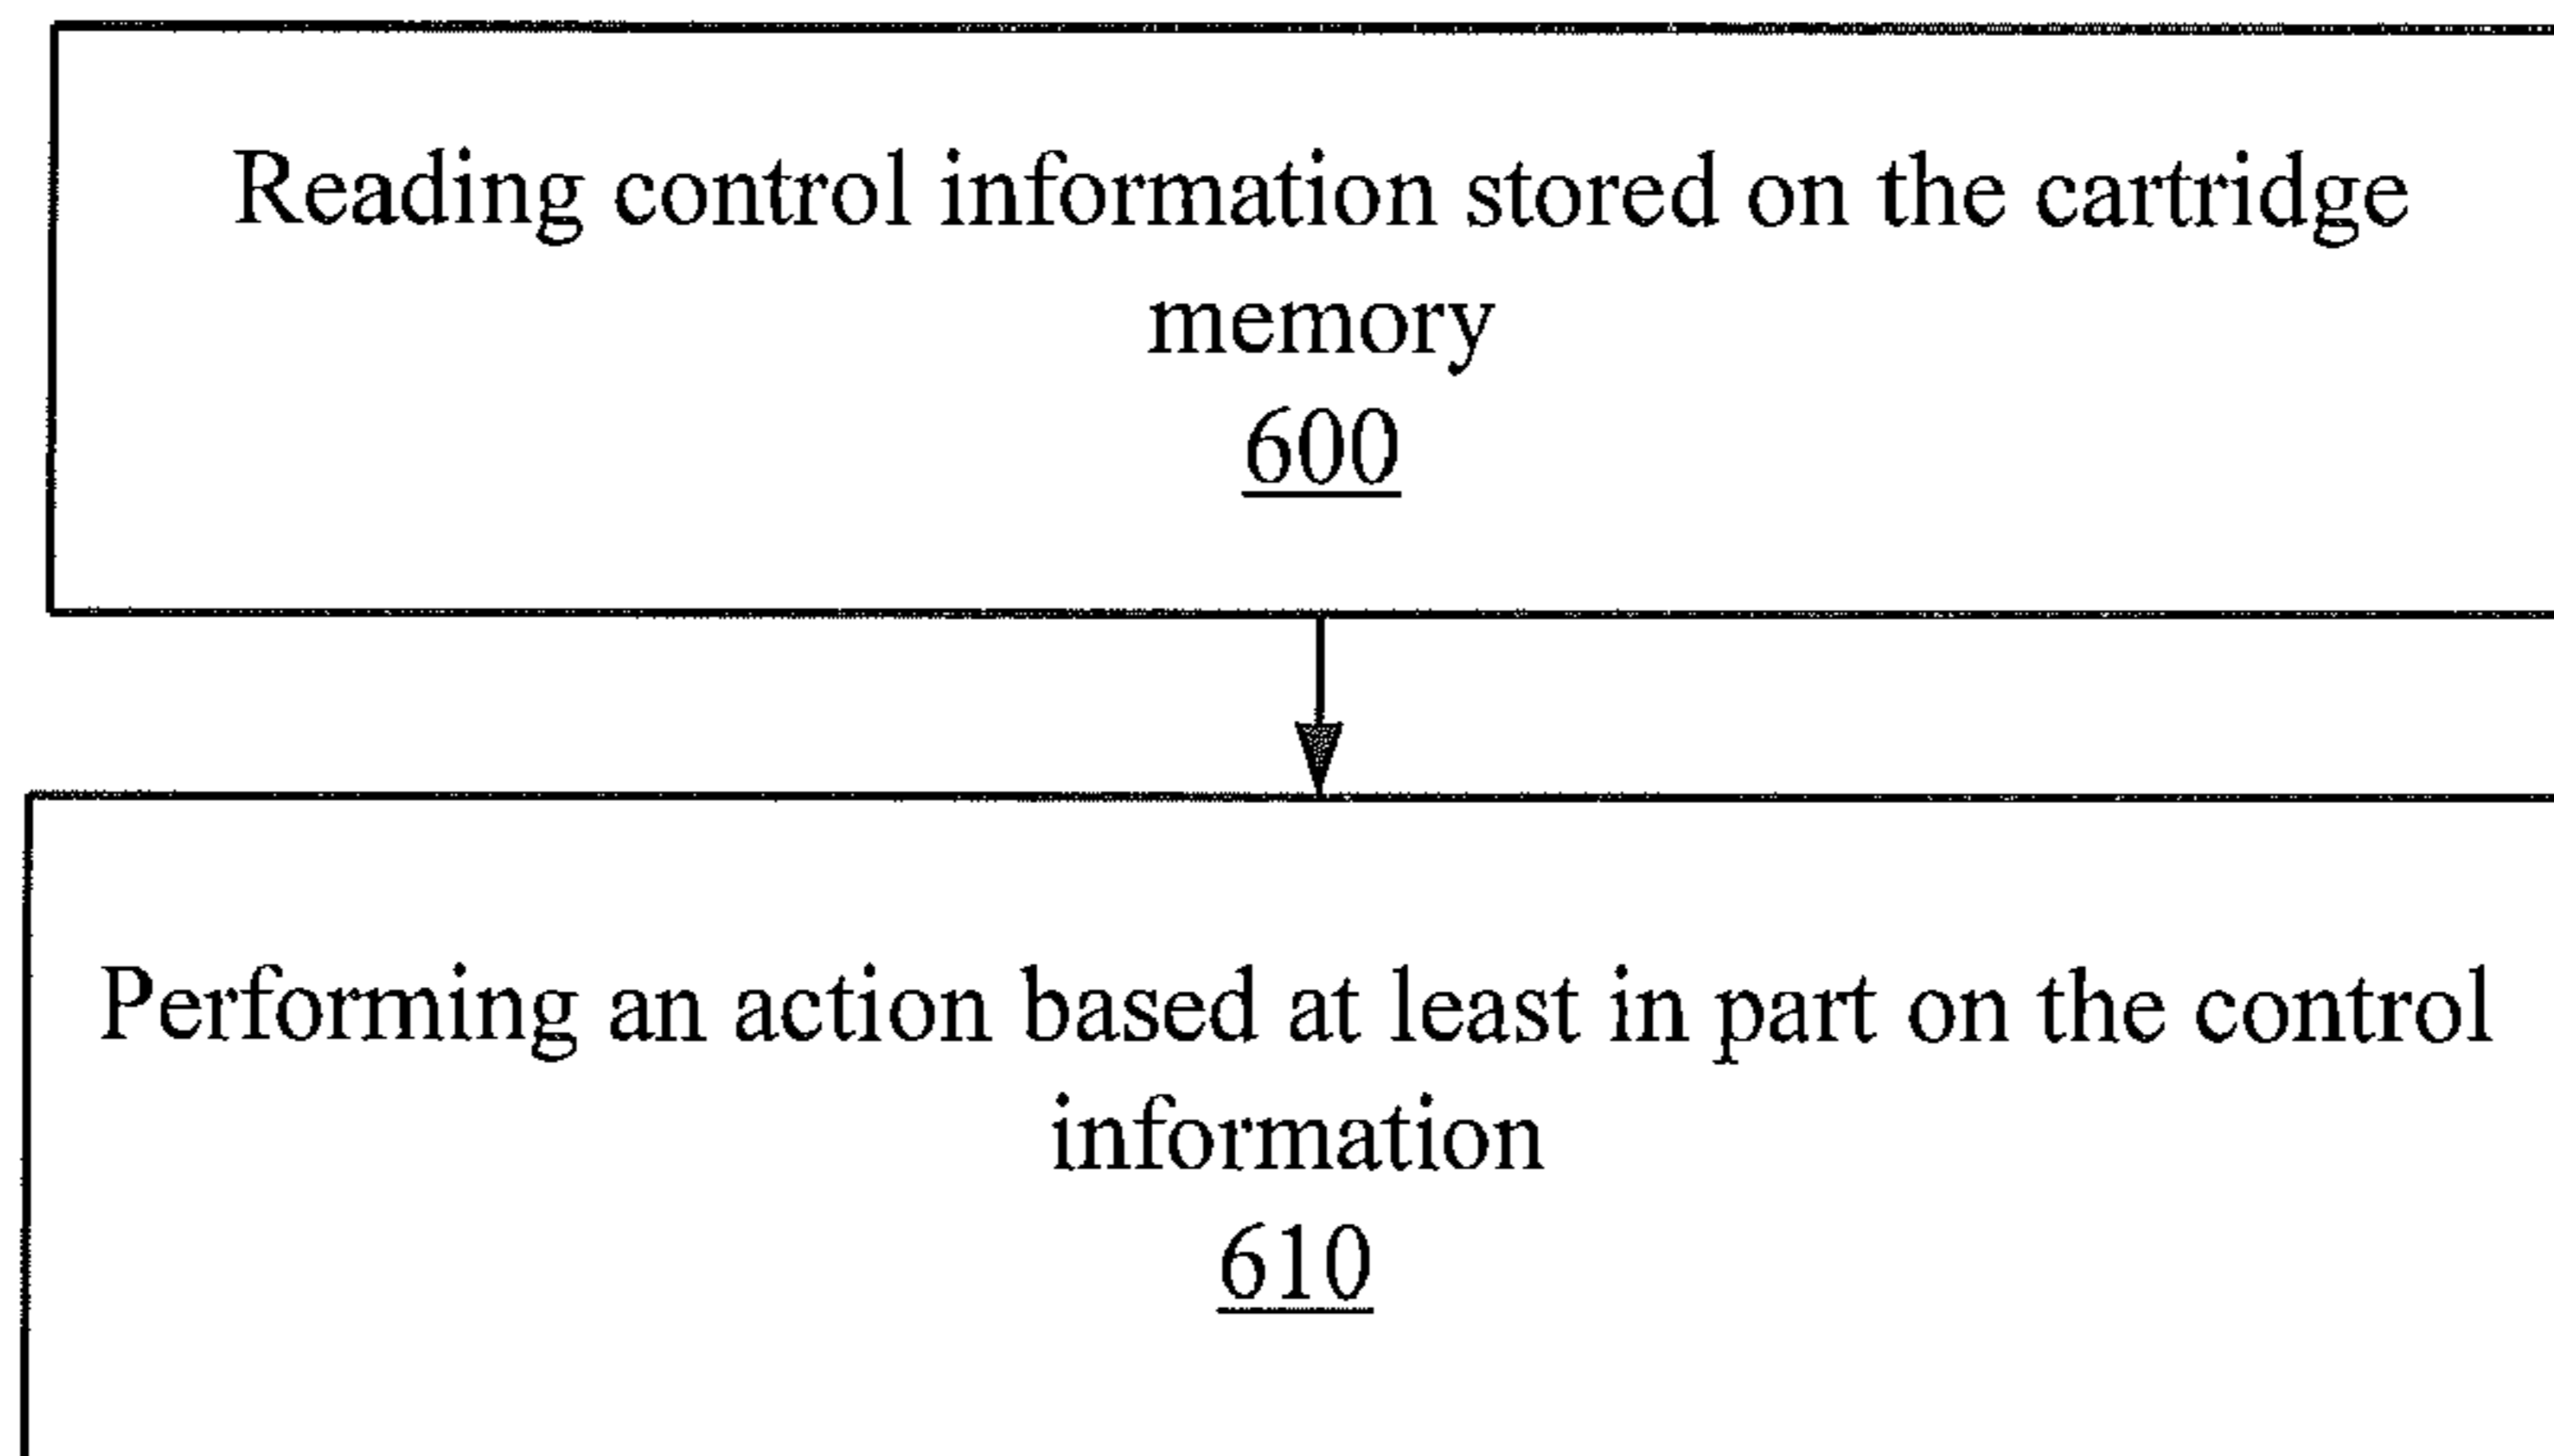 Reading control information stored on the cartridge
memory
600
Performing an action based at least in part on the control
information
610